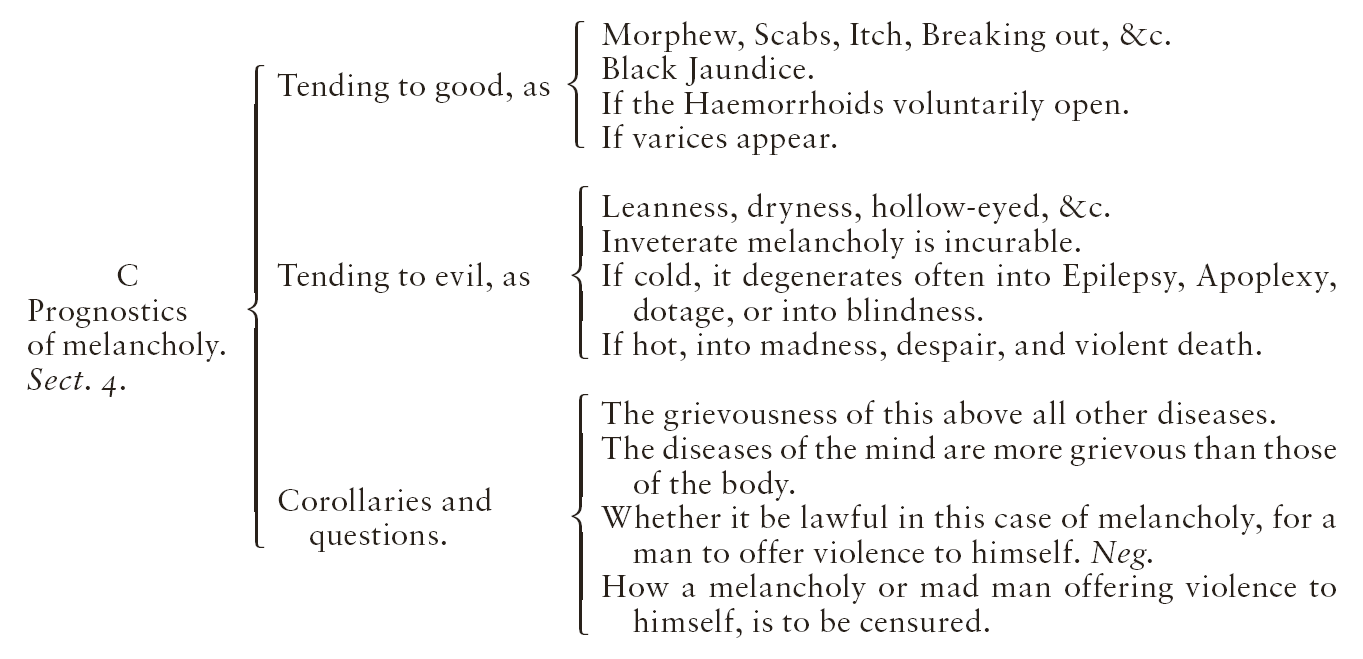 C
Prognostics
of melancholy.
Sect. 4.
Tending to good, as
Morphew, Scabs, Itch, Breaking out, &c.
Black Jaundice.
If the Haemorrhoids voluntarily open.
If varices appear.
Tending to evil, as
Leanness, dryness, hollow-eyed, &c.
Inveterate melancholy is incurable.
If cold, it degenerates often into Epilepsy, Apoplexy,
dotage, or into blindness.
If hot, into madness, despair, and violent death.
Corollaries and
questions.
The grievousness of this above all other diseases.
The diseases of the mind are more grievous than those
of the body.
Whether it be lawful in this case of melancholy, for a
man to offer violence to himself. Neg.
How a melancholy or mad man offering violence to
himself, is to be censured.